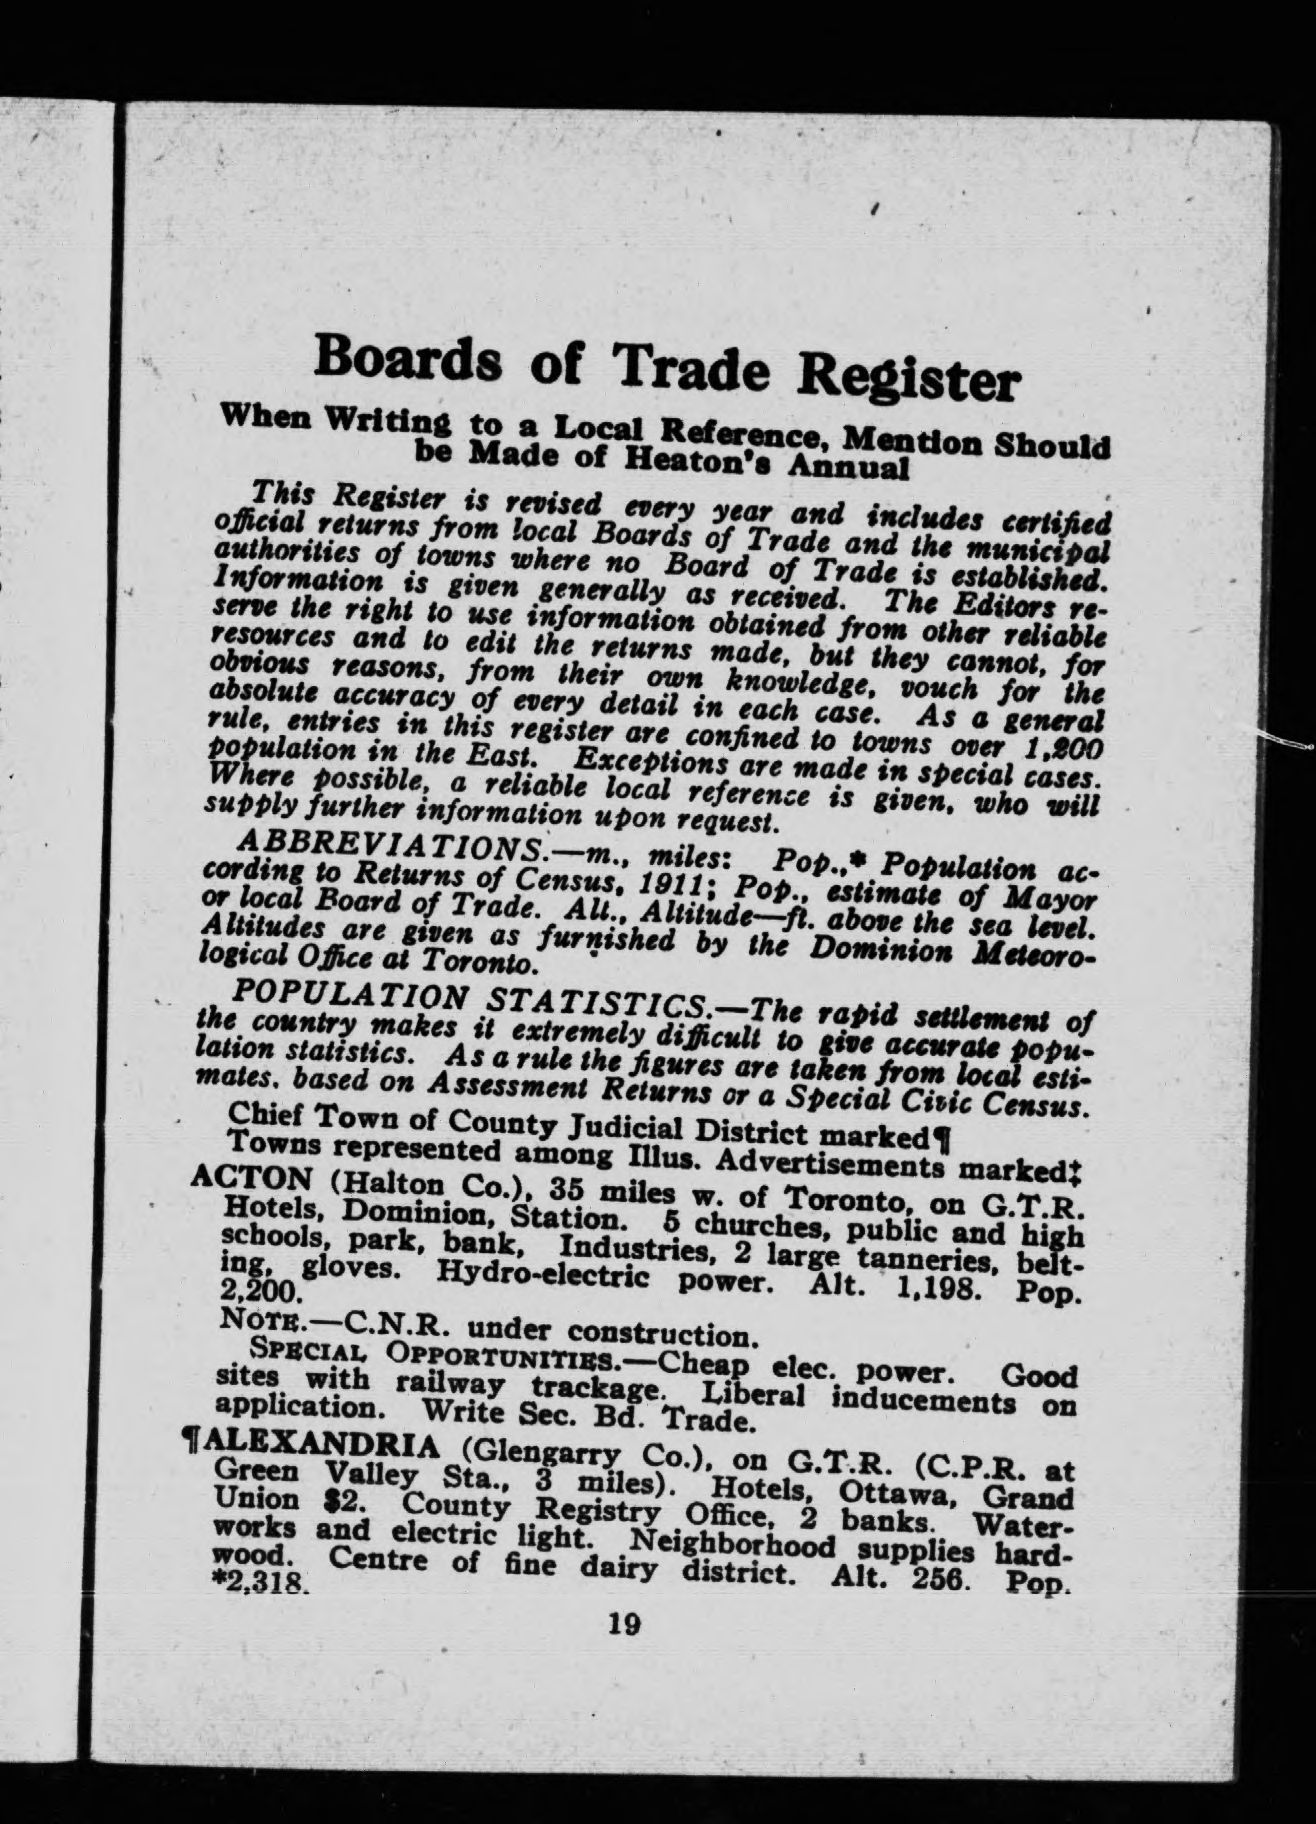 Boards of Trade Register
When Writing to a Local Reference, Mention Should
be Made of Heaton's Annual
This Register is revised every year and includes certified
official returns from local Boards of Trade and the municipal
authorities of towns where no Board of Trade is established.
Information is given generally as received. The Editors re-
serve the right to use information obtained from other reliable
resources and to edit the returns made, but they cannot, for
obvious reasons, from their own knowledge, vouch for the
absolute accuracy of every detail in each case. As a general
rule, entries in this register are confined to towns over 1,200
population in the East. Exceptions are made in special cases.
Where possible, a reliable local reference is given, who will
supply further information upon request.
ABBREVIATIONS.—m., miles: Pop.,* Population ac-
cording to Returns of Census, 1911; Pop., estimate of Mayor
or local Board of Trade. Alt., Altitude—ft. above the sea level.
Altitudes are given as furnished by the Dominion Meteoro-
logical Office at Toronto.
POPULATION STATISTICS.—The rapid settlement of
the country makes it extremely difficult to give accurate popu-
lation statistics. As a rule the figures are taken from local esti-
mates, based on Assessment Returns or a Special Civic Census.
Chief Town of County Judicial District marked¶
Towns represented among Illus. Advertisements marked‡
ACTON (Halton Co.), 35 miles w. of Toronto, on G.T.R.
Hotels, Dominion, Station. 5 churches, public and high
schools, park, bank, Industries, 2 large tanneries, belt-
ing, gloves. Hydro-electric power. Alt. 1,198. Pop.
2,200.
NOTE.—C.N.R. under construction.
SPECIAL OPPORTUNITIES.—Cheap elec. power. Good
sites with railway trackage. Liberal inducements on
application. Write Sec. Bd. Trade.
¶ALEXANDRIA (Glengarry Co.), on G.T.R. (C.P.R. at
Green Valley Sta., 3 miles). Hotels, Ottawa, Grand
Union $2. County Registry Office, 2 banks. Water-
works and electric light. Neighborhood supplies hard-
wood. Centre of fine dairy district. Alt. 256. Pop.
*2,318.
19